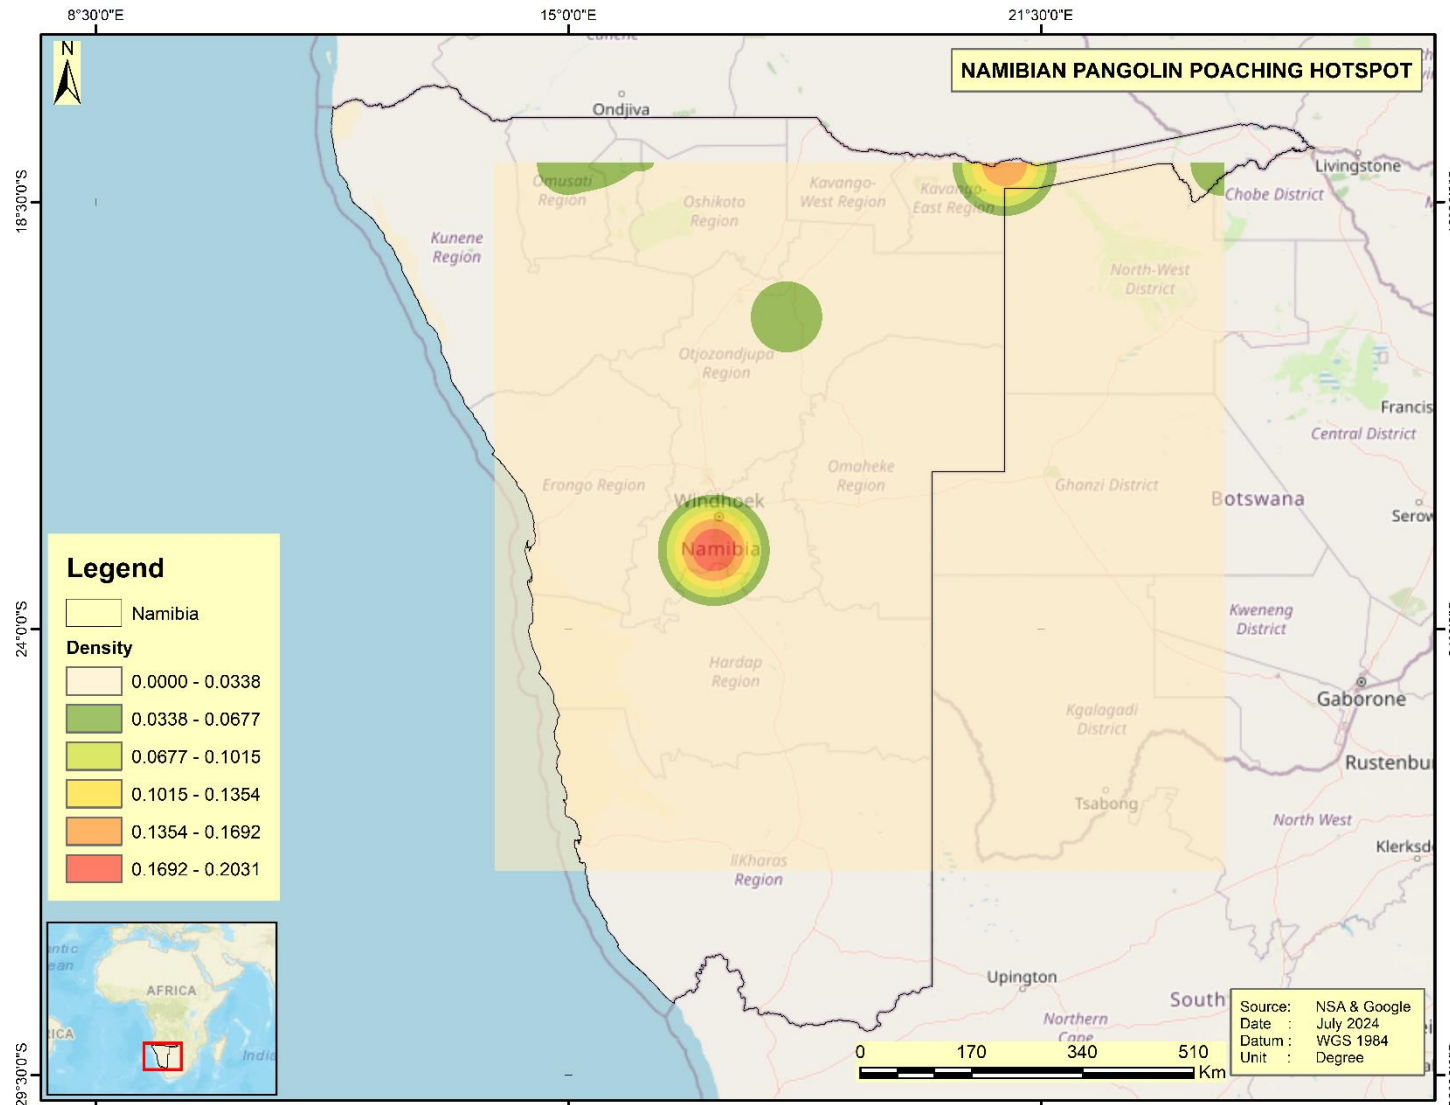 8°30'0"E
15°0'0"E
21°30'0"E
N
NAMIBIAN PANGOLIN POACHING HOTSPOT
Cunene
Ondjiva
Livingstone
18°30'0"S
Omusati
Region
Oshikoto
Region
Kavango-
West Region
Kavango-
East Region
Chobe District
Kunene
Region
North-West
District
Otjozondjupa
Region
Francis
Central District
Erongo Region
Windhoek
Omaheke
Region
Ghanzi District
Botswana
Serow
Namibia
24°0'0"S
Kweneng
District
Hardap
Region
Gaborone
Kgalagadi
District
Rustenbu
Tsabong
North West
Klerksd
llKharas
Region
Upington
South
Northern
Cape
29°30'0"S
Legend
Namibia
Density
0.0000 - 0.0338
0.0338 - 0.0677
0.0677 - 0.1015
0.1015 - 0.1354
0.1354 - 0.1692
0.1692 - 0.2031
ntic
ean
AFRICA
RICA
India
0 170 340 510
Km
Source: NSA & Google
Date : July 2024
Datum : WGS 1984
Unit : Degree